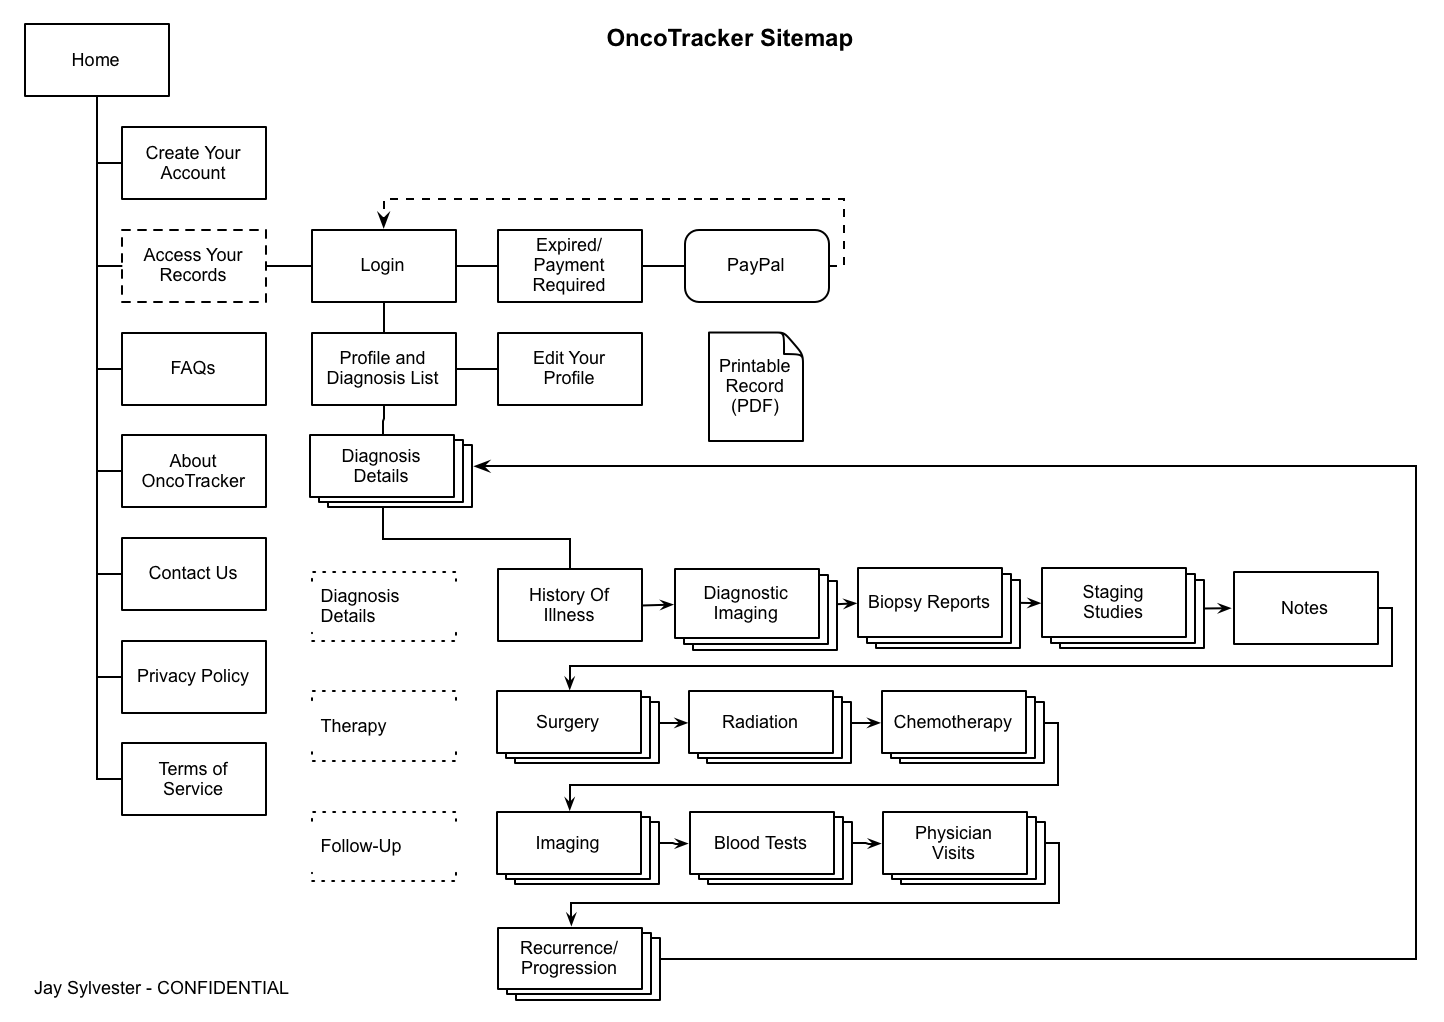 OncoTracker Sitemap
Home
Create Your
Account
Access Your
Records
Login
Expired/
Payment
Required
PayPal
FAQs
Profile and
Diagnosis List
Edit Your
Profile
Printable
Record
(PDF)
About
OncoTracker
Diagnosis
Details
Contact Us
Diagnosis
Details
History Of
Illness
Diagnostic
Imaging
Biopsy Reports
Staging
Studies
Notes
Privacy Policy
Therapy
Surgery
Radiation
Chemotherapy
Terms of
Service
Follow-Up
Imaging
Blood Tests
Physician
Visits
Recurrence/
Progression
Jay Sylvester - CONFIDENTIAL